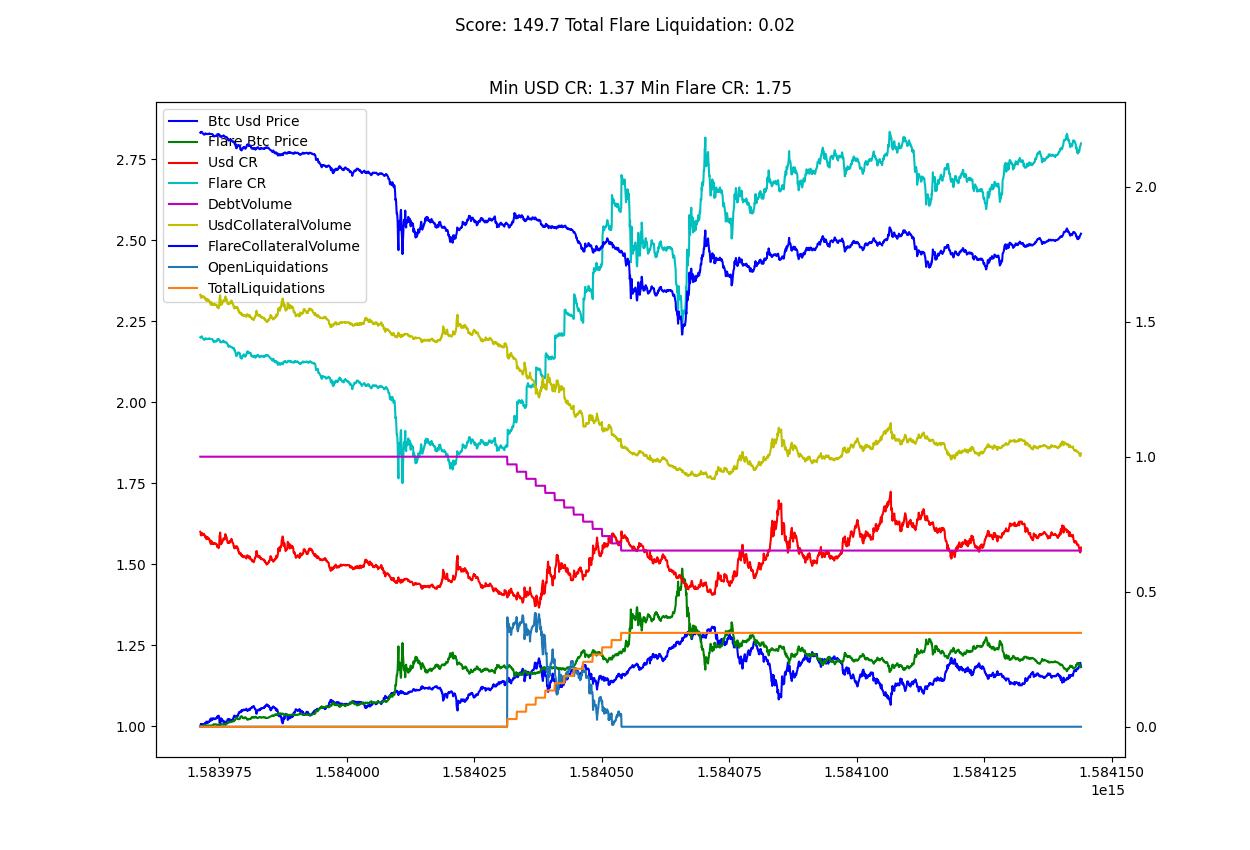 Score: 149.7 Total Flare Liquidation: 0.02
Min USD CR: 1.37 Min Flare CR: 1.75
Btc Usd Price
Flare Btc Price
Usd CR
Flare CR
DebtVolume
UsdCollateralVolume
FlareCollateralVolume
OpenLiquidations
TotalLiquidations
2.75
2.50
2.25
2.00
1.75
1.50
1.25
1.00
2.0
1.5
1.0
0.5
0.0
1.583975 1.584000 1.584025 1.584050 1.584075 1.584100 1.584125 1.584150
1e15